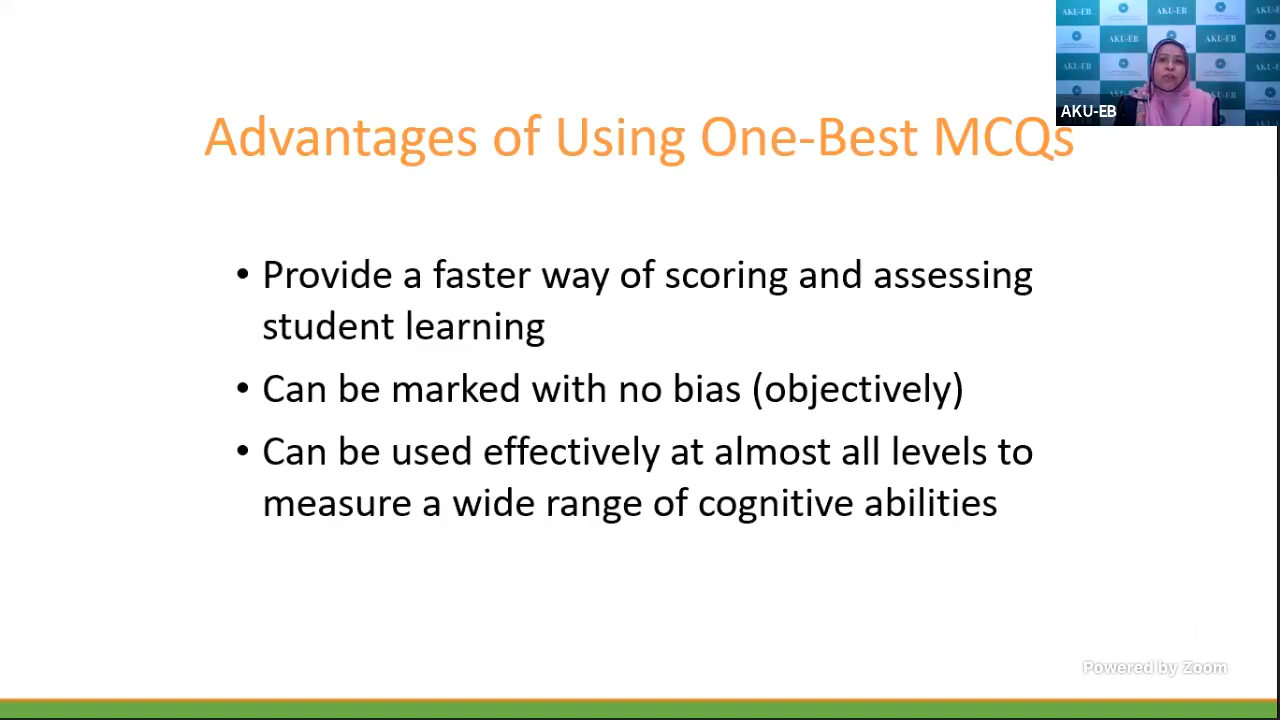 AKU-EB
Advantages of Using One-Best MCQs
• Provide a faster way of scoring and assessing
student learning
• Can be marked with no bias (objectively)
• Can be used effectively at almost all levels to
measure a wide range of cognitive abilities
Powered by Zoom